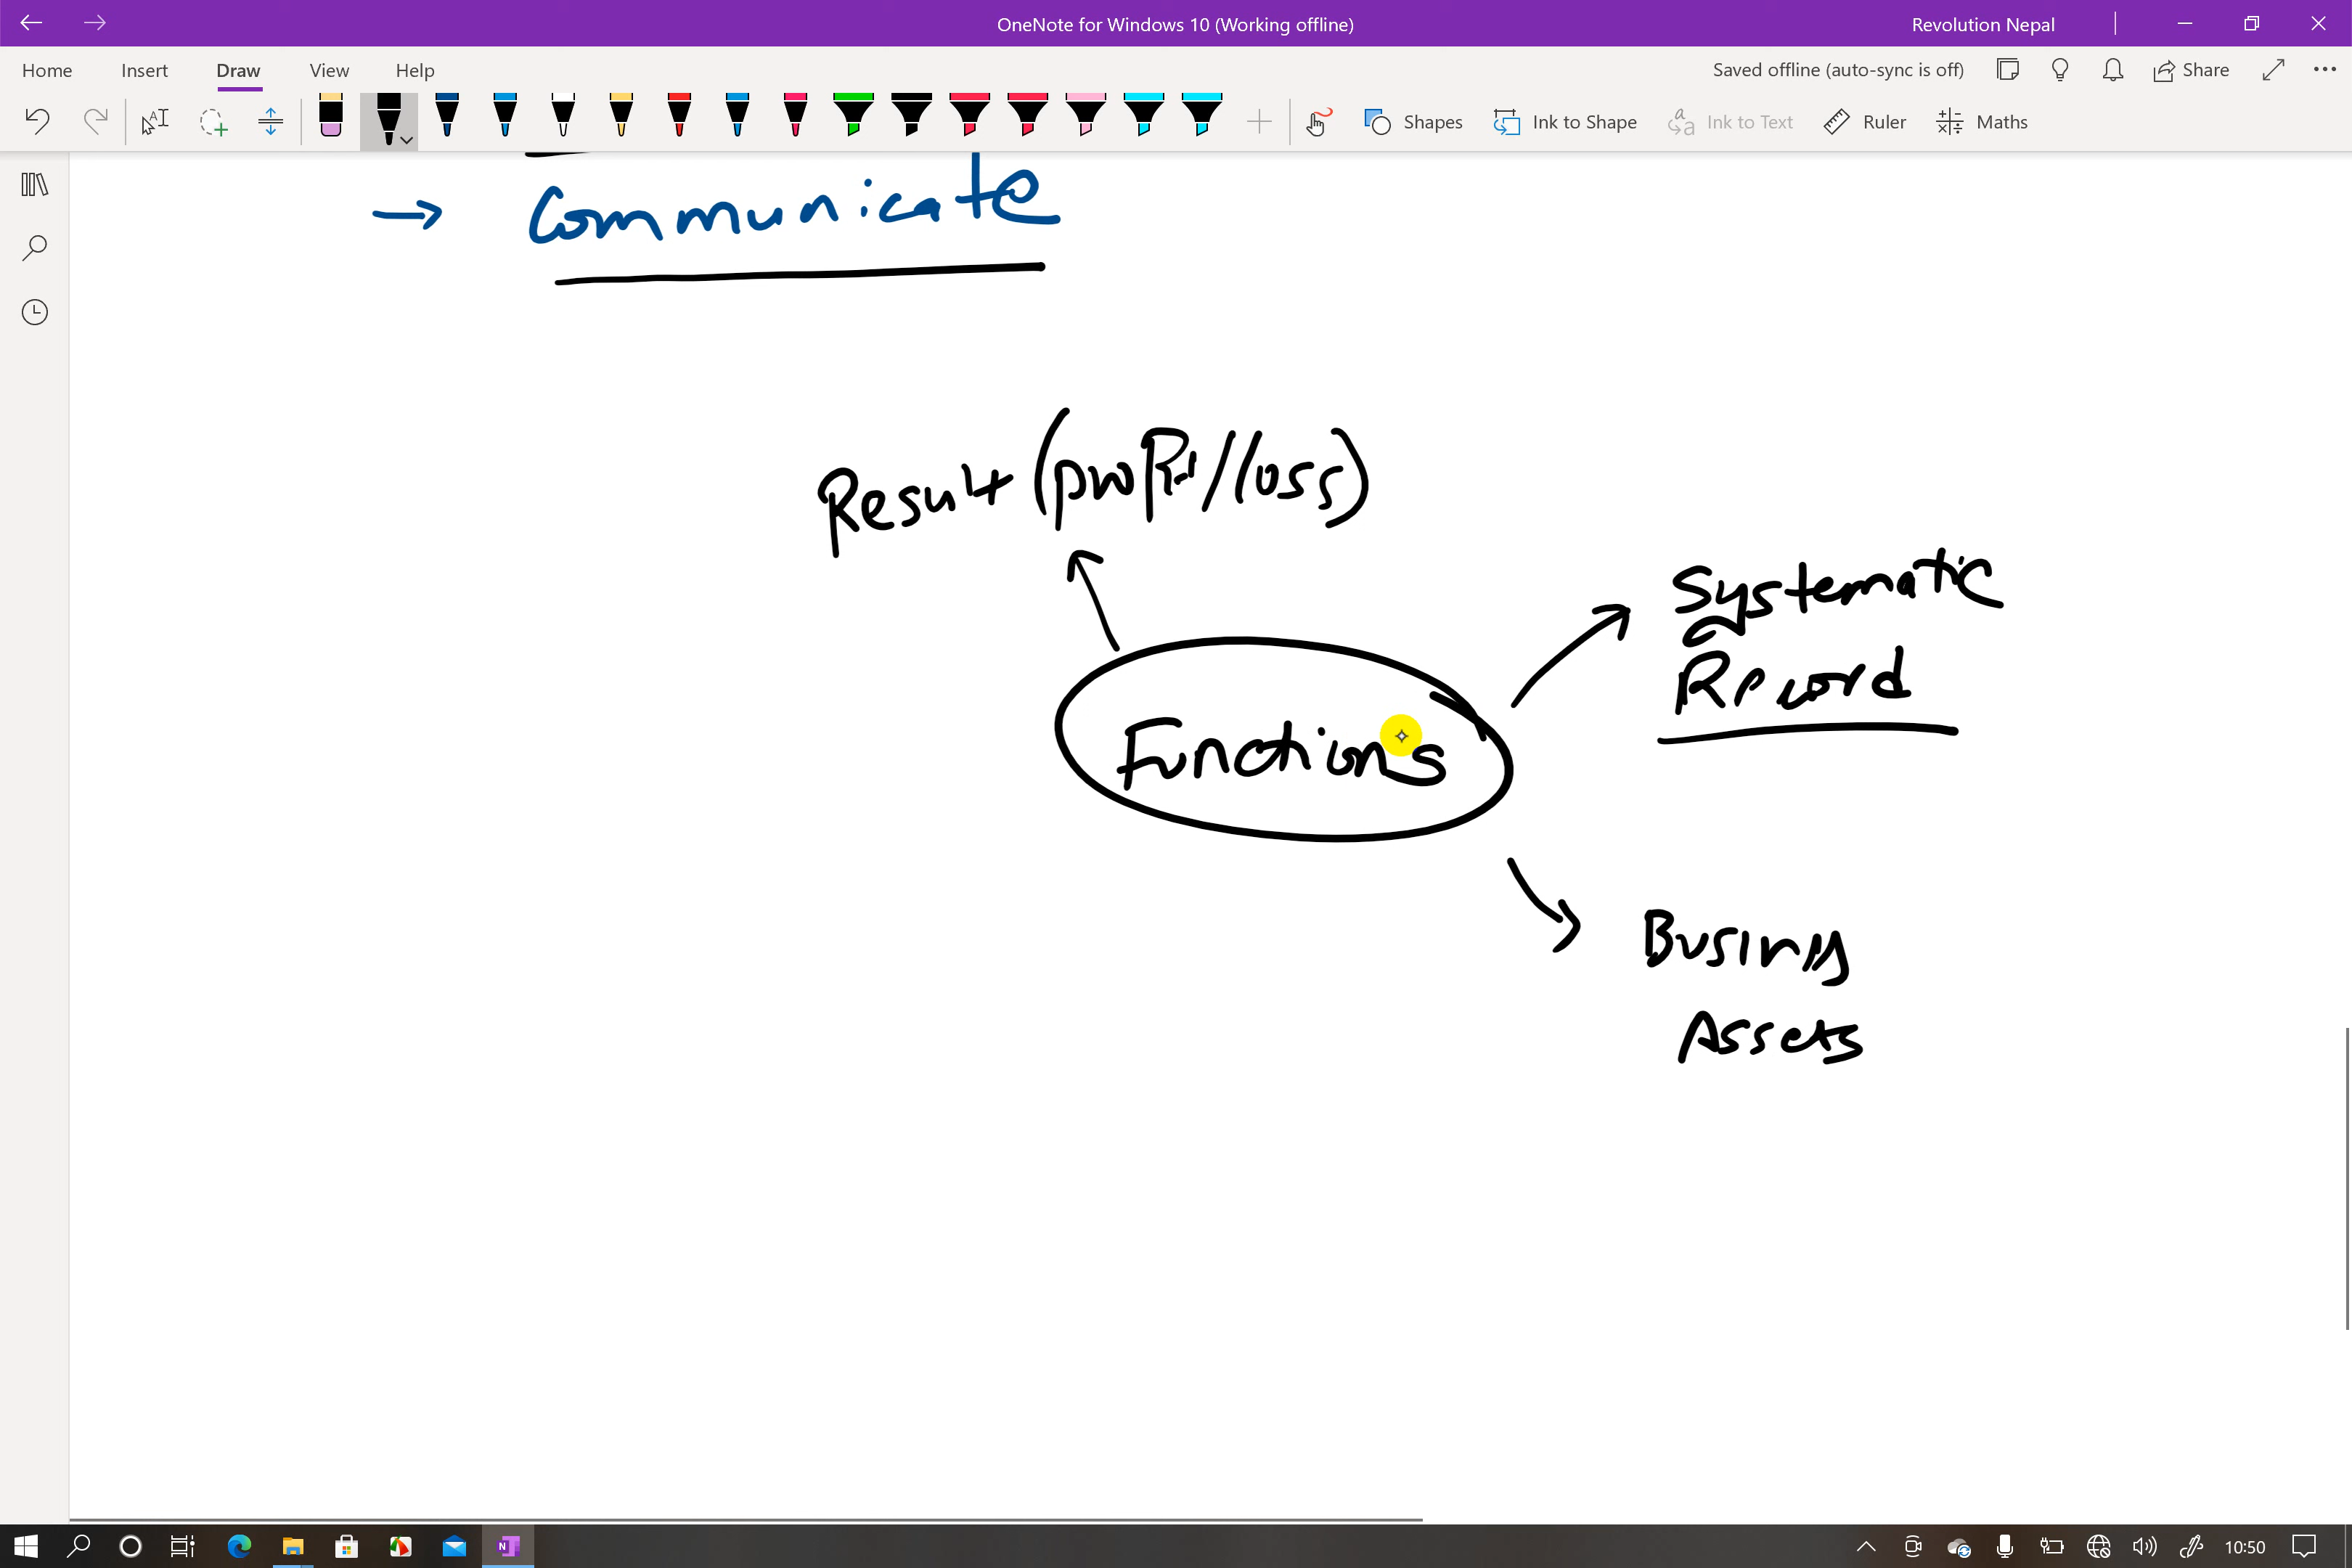 OneNote for Windows 10 (Working offline)
Revolution Nepal
Home Insert Draw View Help
Saved offline (auto-sync is off)
Share
Shapes
Ink to Shape
Ink to Text
Ruler
Maths
→ Communicate
Result (profit/loss)
Systematic
Record
Functions
Business
Assets
10:50